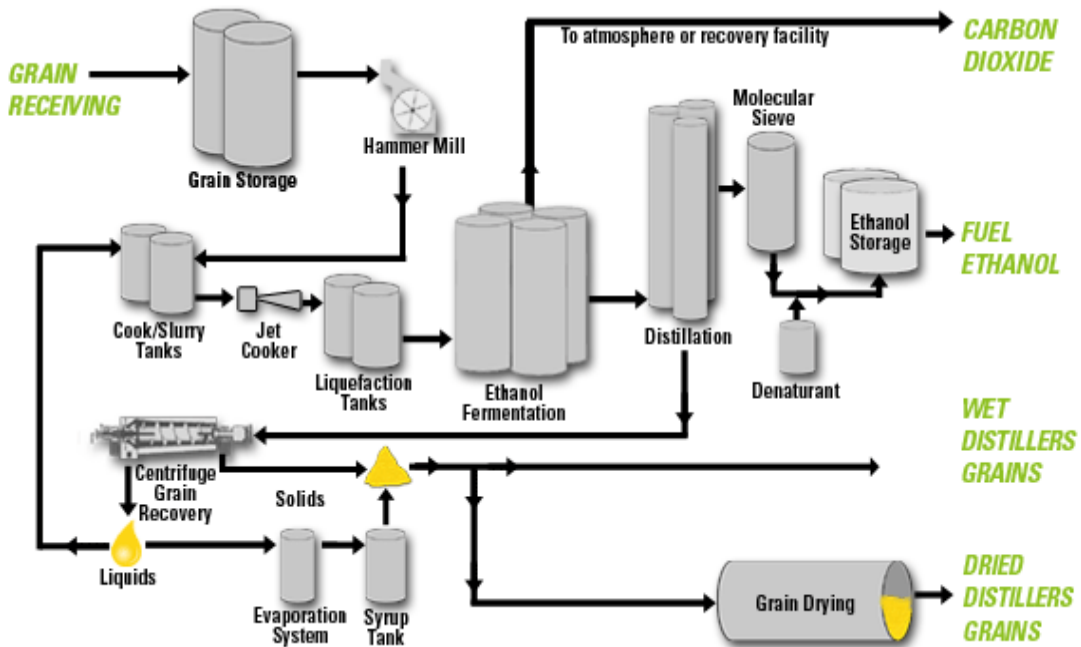 To atmosphere or recovery facility
CARBON
DIOXIDE
GRAIN
RECEIVING
Grain Storage
Hammer Mill
Molecular
Sieve
Ethanol
Storage
FUEL
ETHANOL
Cook/Slurry
Tanks
Jet
Cooker
Liquefaction
Tanks
Ethanol
Fermentation
Distillation
Denaturant
WET
DISTILLERS
GRAINS
Centrifuge
Grain
Recovery
Solids
Liquids
Evaporation
System
Syrup
Tank
Grain Drying
DRIED
DISTILLERS
GRAINS